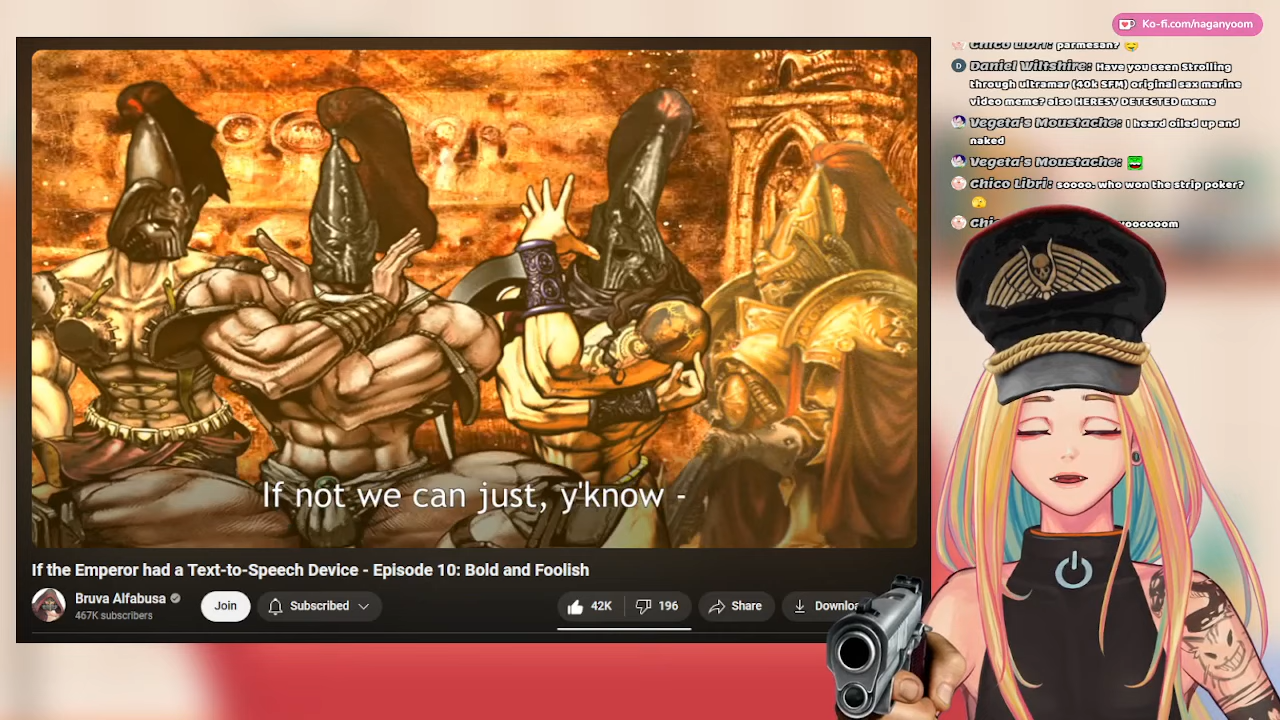 Ko-fi.com/naganyoom
Chico Libri: parmesan?
D Daniel Wiltshire: Have you seen Strolling
through ultramar (40k SFM) original sax marine
video meme? also HERESY DETECTED meme
Vegeta's Moustache: I heard oiled up and
naked
Vegeta's Moustache:
Chico Libri: soooo. who won the strip poker?
If not we can just, y'know -
If the Emperor had a Text-to-Speech Device - Episode 10: Bold and Foolish
Bruva Alfabusa
467K subscribers
Join
Subscribed
42K
196
Share